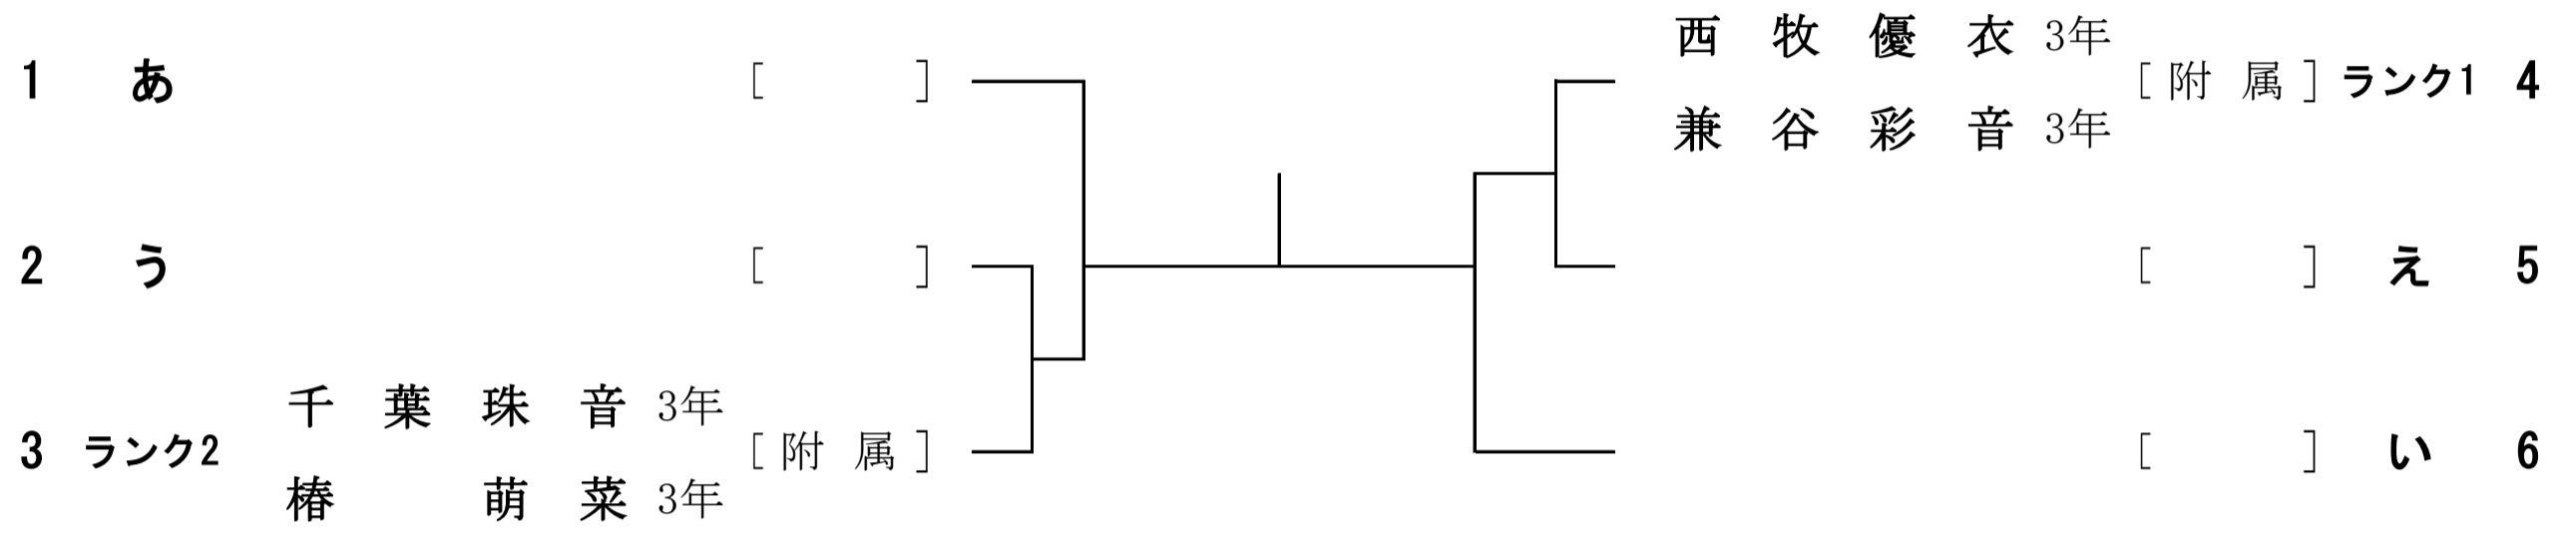 1 あ [ ]
2 う [ ]
千葉珠音 3年
3 ランク2 [附属]
椿 萌菜 3年
西牧優衣 3年
[附属] ランク1 4
兼谷彩音 3年
[ ] え 5
[ ] い 6